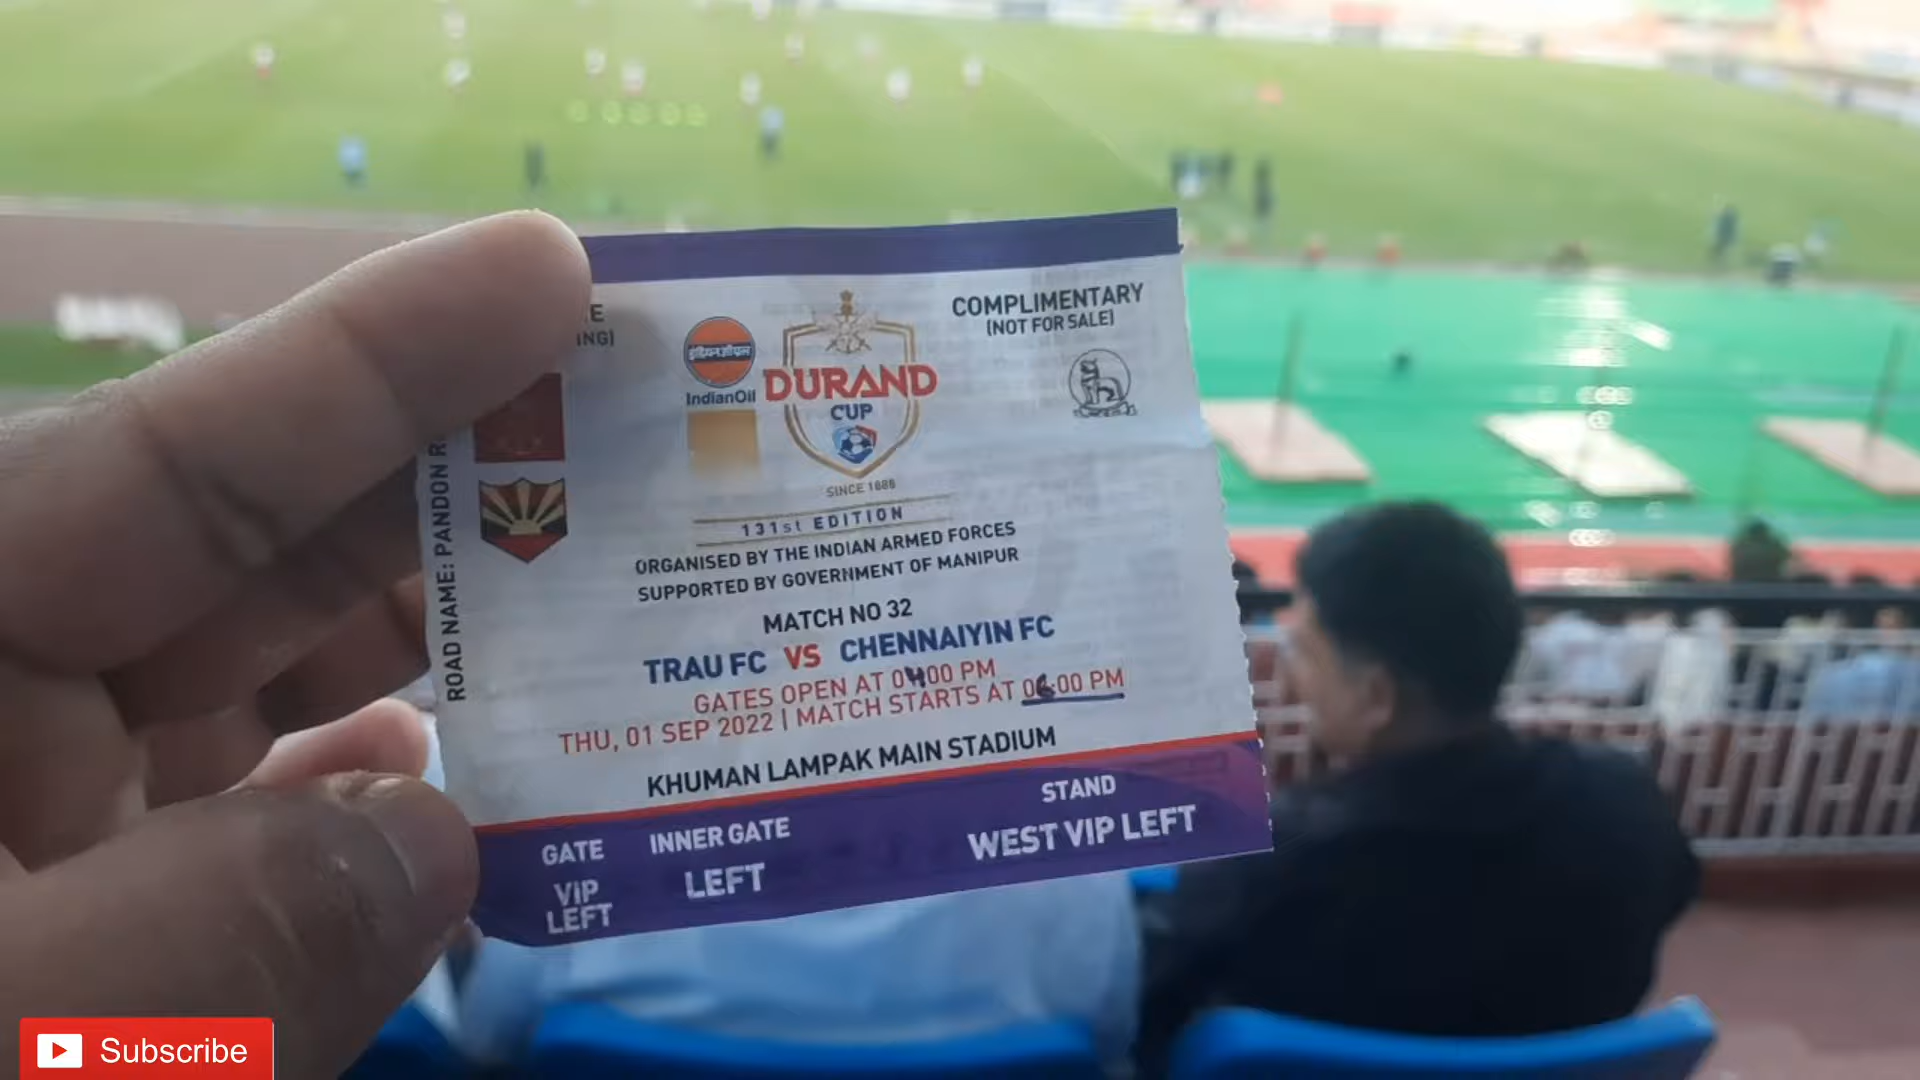 E
ING)
COMPLIMENTARY
(NOT FOR SALE)
इंडियनऑयल
IndianOil
DURAND
CUP
SINCE 1888
131st EDITION
ORGANISED BY THE INDIAN ARMED FORCES
SUPPORTED BY GOVERNMENT OF MANIPUR
MATCH NO 32
TRAU FC VS CHENNAIYIN FC
GATES OPEN AT 04:00 PM
THU, 01 SEP 2022 | MATCH STARTS AT 06:00 PM
KHUMAN LAMPAK MAIN STADIUM
ROAD NAME: PANDON R
GATE
VIP
LEFT
INNER GATE
LEFT
STAND
WEST VIP LEFT
Subscribe